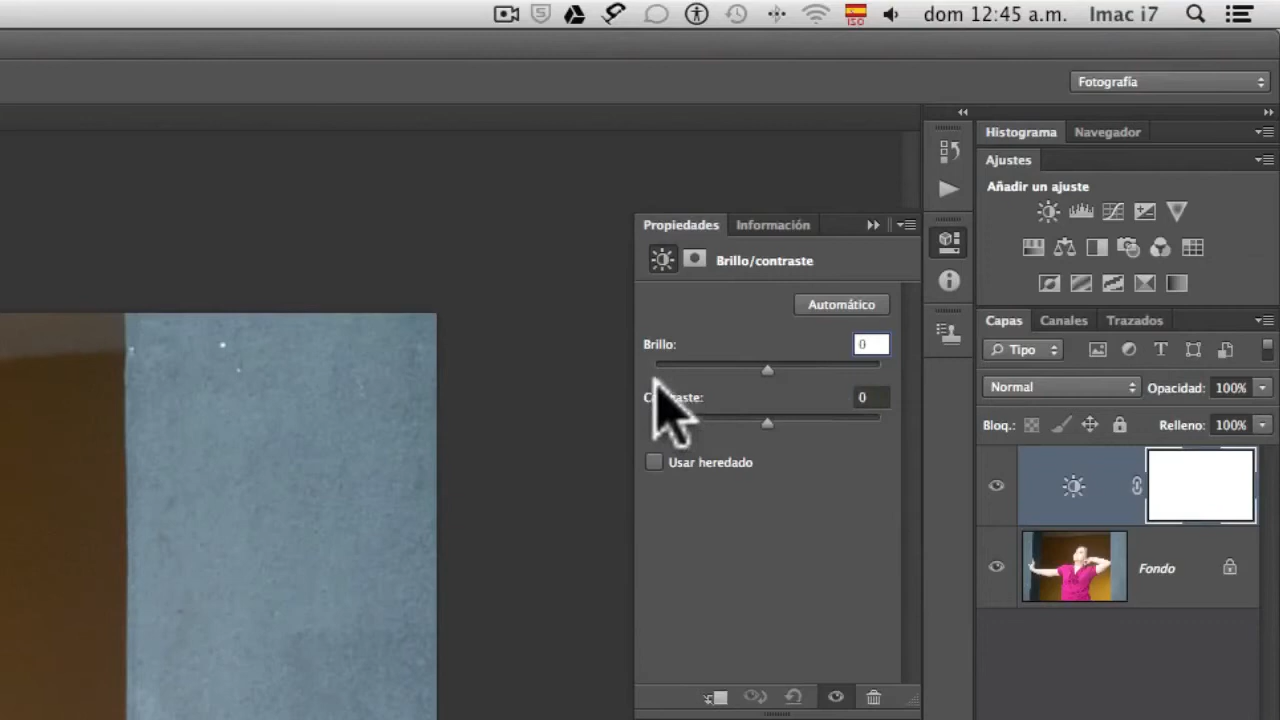 dom 12:45 a.m. Imac i7
ISO
Fotografía
Histograma Navegador
Ajustes
Añadir un ajuste
Propiedades Información
Brillo/contraste
Automático
Brillo: 0
0
Usar heredado
Capas Canales Trazados
Tipo
Normal Opacidad: 100%
Bloq.: Relleno: 100%
Fondo